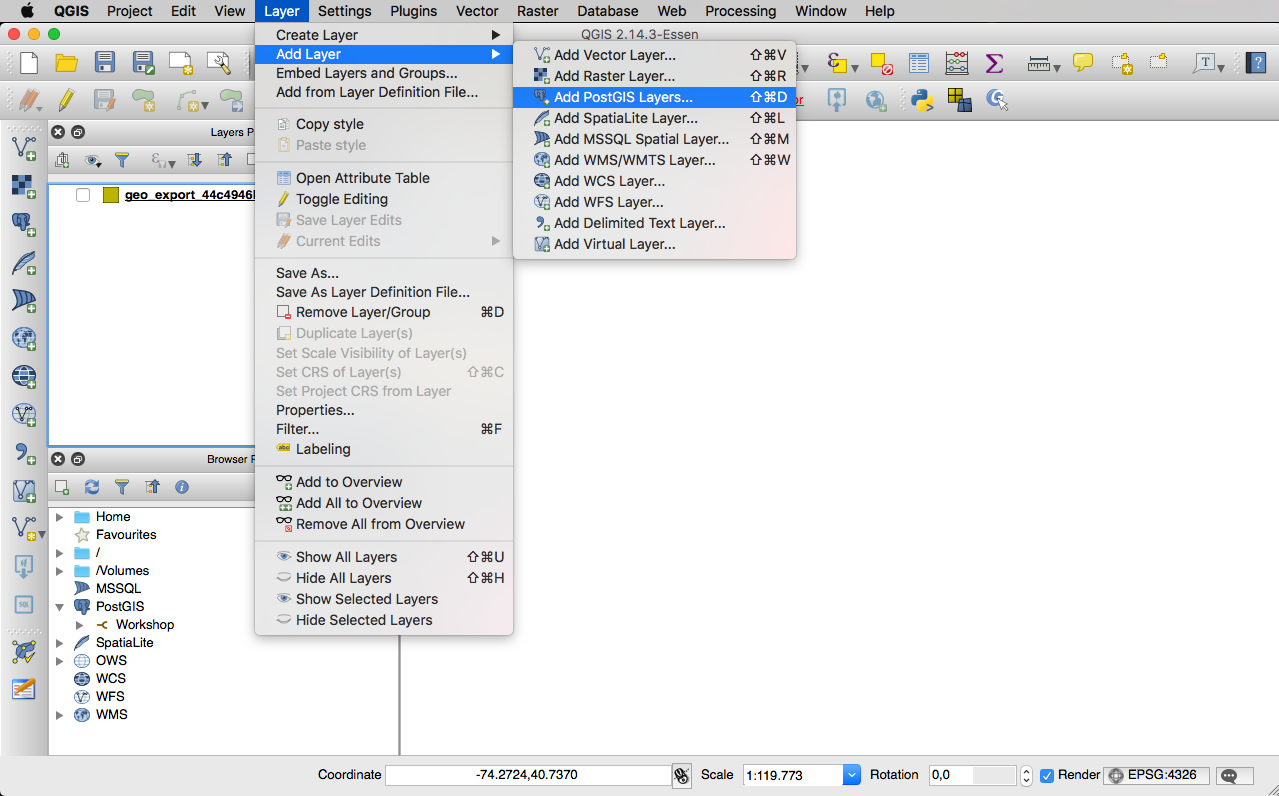 QGIS Project Edit View Layer Settings Plugins Vector Raster Database Web Processing Window Help
QGIS 2.14.3-Essen
Create Layer
Add Layer
Embed Layers and Groups...
Add from Layer Definition File...
Copy style
Paste style
Open Attribute Table
Toggle Editing
Save Layer Edits
Current Edits
Save As...
Save As Layer Definition File...
Remove Layer/Group ⌘D
Duplicate Layer(s)
Set Scale Visibility of Layer(s)
Set CRS of Layer(s) ⇧⌘C
Set Project CRS from Layer
Properties...
Filter... ⌘F
Labeling
Add to Overview
Add All to Overview
Remove All from Overview
Show All Layers ⇧⌘U
Hide All Layers ⇧⌘H
Show Selected Layers
Hide Selected Layers
Add Vector Layer... ⇧⌘V
Add Raster Layer... ⇧⌘R
Add PostGIS Layers... ⇧⌘D
Add SpatiaLite Layer... ⇧⌘L
Add MSSQL Spatial Layer... ⇧⌘M
Add WMS/WMTS Layer... ⇧⌘W
Add WCS Layer...
Add WFS Layer...
Add Delimited Text Layer...
Add Virtual Layer...
Layers P
geo_export_44c4946
Browser P
Home
Favourites
/
/Volumes
MSSQL
PostGIS
Workshop
SpatiaLite
OWS
WCS
WFS
WMS
Coordinate -74.2724,40.7370 Scale 1:119.773 Rotation 0,0 Render EPSG:4326